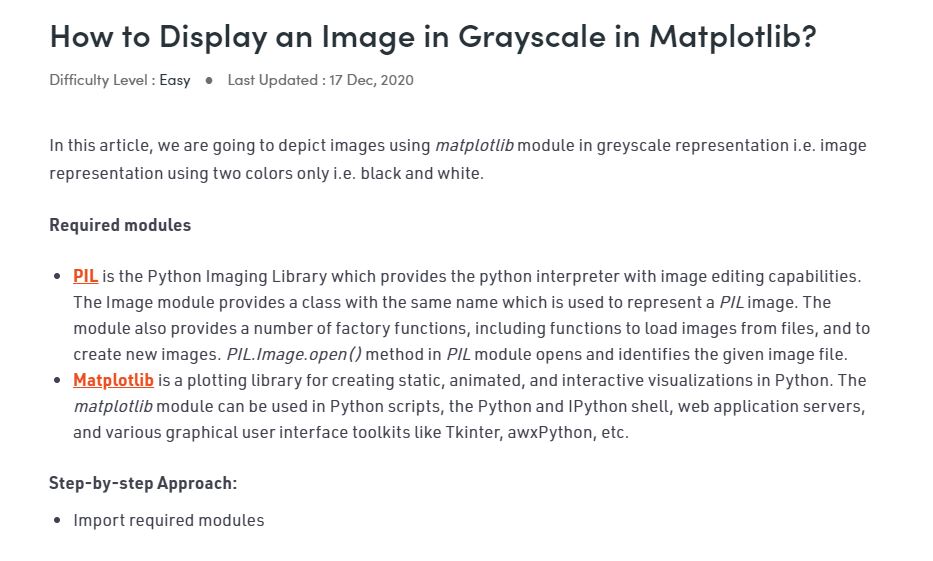 How to Display an Image in Grayscale in Matplotlib?
Difficulty Level : Easy ● Last Updated : 17 Dec, 2020
In this article, we are going to depict images using matplotlib module in greyscale representation i.e. image
representation using two colors only i.e. black and white.
Required modules
• PIL is the Python Imaging Library which provides the python interpreter with image editing capabilities.
The Image module provides a class with the same name which is used to represent a PIL image. The
module also provides a number of factory functions, including functions to load images from files, and to
create new images. PIL.Image.open() method in PIL module opens and identifies the given image file.
• Matplotlib is a plotting library for creating static, animated, and interactive visualizations in Python. The
matplotlib module can be used in Python scripts, the Python and IPython shell, web application servers,
and various graphical user interface toolkits like Tkinter, awxPython, etc.
Step-by-step Approach:
• Import required modules